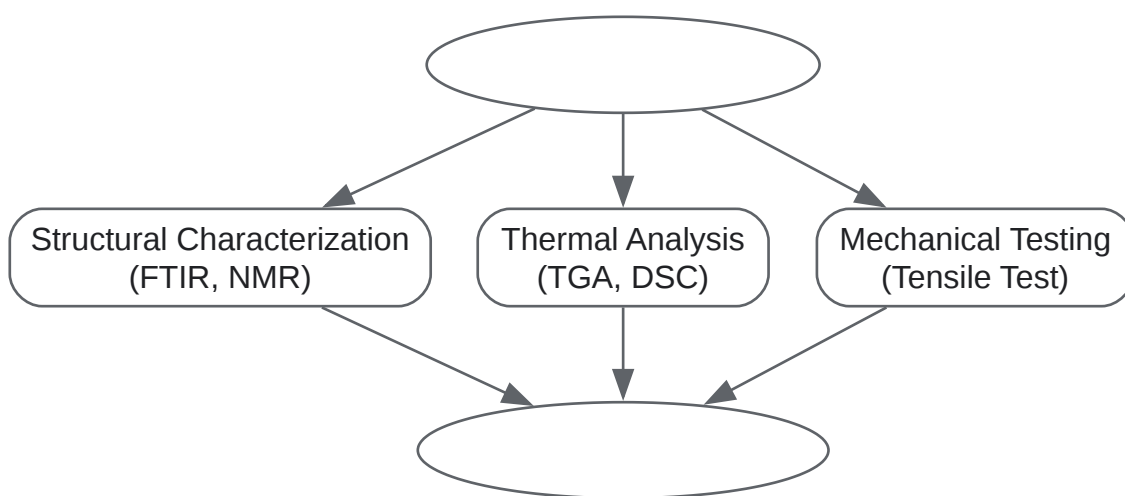 Structural Characterization
(FTIR, NMR)
Thermal Analysis
(TGA, DSC)
Mechanical Testing
(Tensile Test)